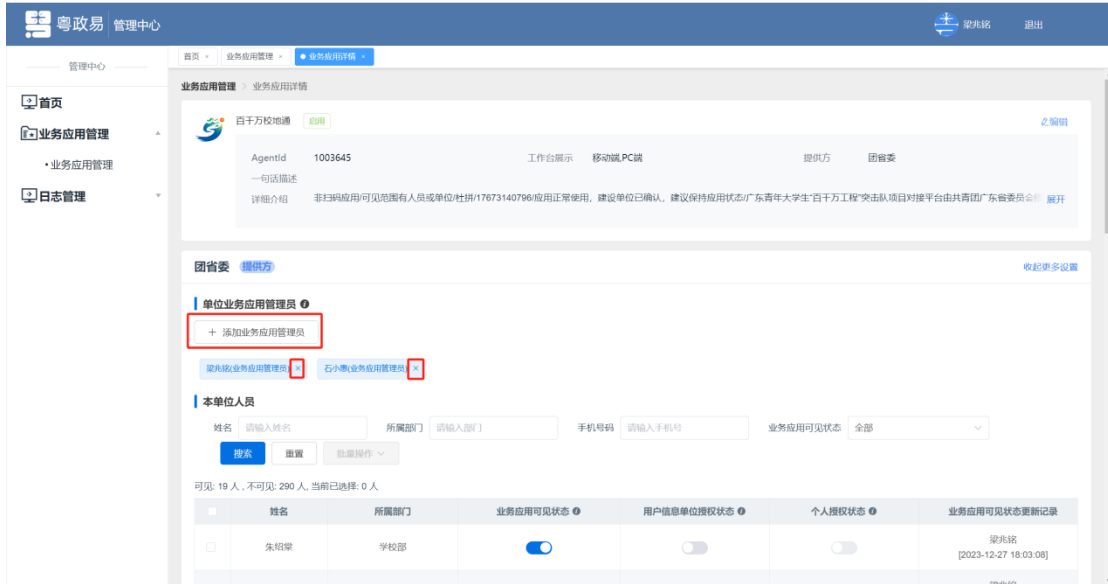 粤政易 管理中心 梁兆铭 退出
管理中心
首页 × 业务应用管理 × 业务应用详情 ×
首页
业务应用管理
·业务应用管理
日志管理
业务应用管理 > 业务应用详情
百千万校地通 启用 编辑
AgentId 1003645 工作台展示 移动端,PC端 提供方 团省委
一句话描述
详细介绍 非扫码应用/可见范围有人员或单位/杜拼/17673140796/应用正常使用，建设单位已确认，建议保持应用状态/广东青年大学生"百千万工程"突击队项目对接平台由共青团广东省委员会 展开
团省委 提供方 收起更多设置
单位业务应用管理员
+ 添加业务应用管理员
梁兆铭(业务应用管理员) × 石小惠(业务应用管理员) ×
本单位人员
姓名 请输入姓名 所属部门 请输入部门 手机号码 请输入手机号 业务应用可见状态 全部
搜索 重置 批量操作
可见: 19 人 , 不可见: 290 人, 当前已选择: 0 人
姓名 所属部门 业务应用可见状态 用户信息单位授权状态 个人授权状态 业务应用可见状态更新记录
朱绍棠 学校部 梁兆铭
[2023-12-27 18:03:08]